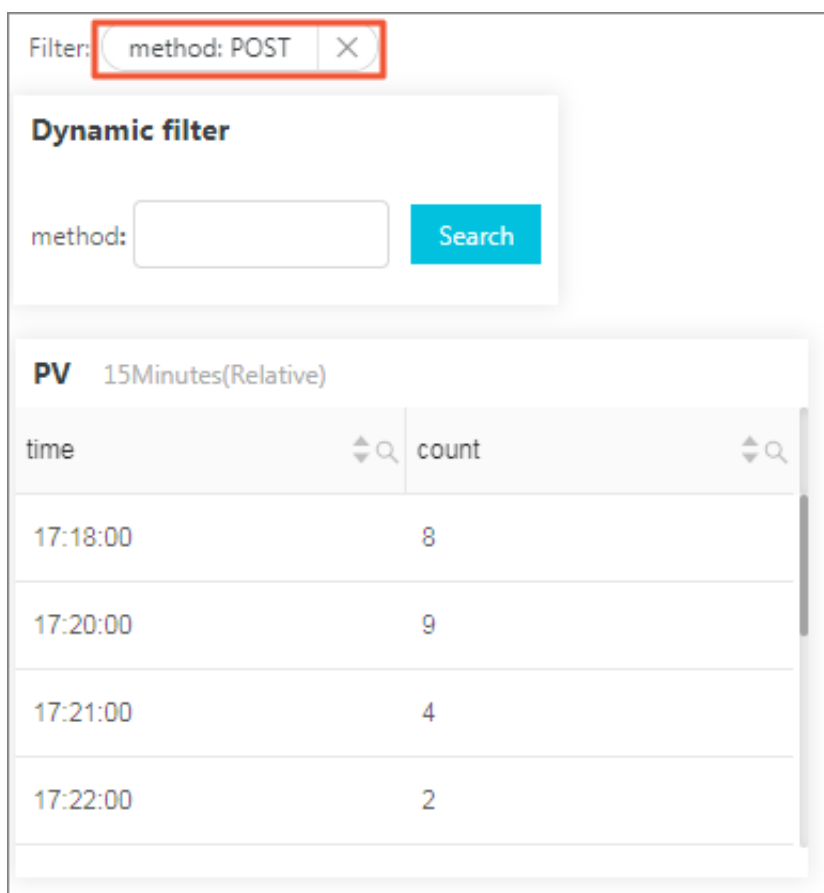 Filter: method: POST
Dynamic filter
method: Search
PV 15Minutes(Relative)
time count
17:18:00 8
17:20:00 9
17:21:00 4
17:22:00 2